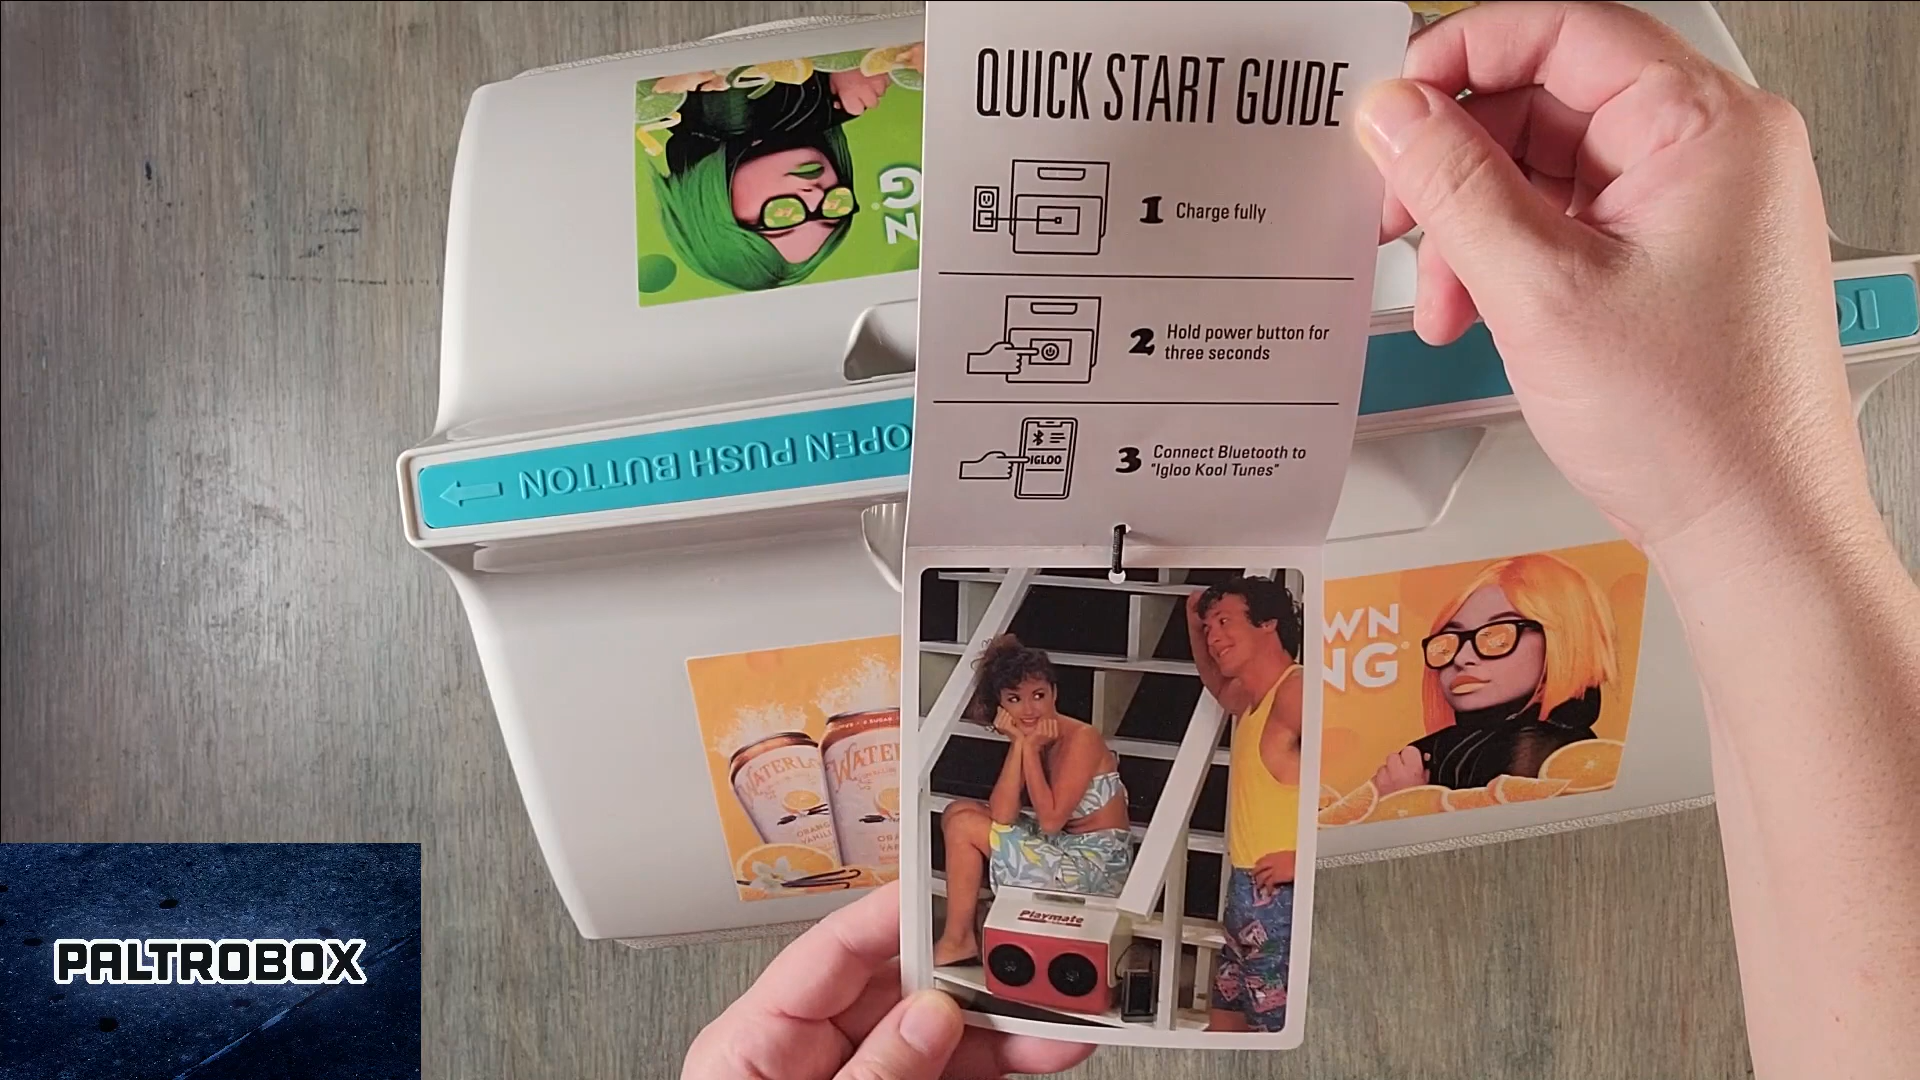 QUICK START GUIDE
1 Charge fully
2 Hold power button for
three seconds
3 Connect Bluetooth to
"Igloo Kool Tunes"
IGLOO
OPEN PUSH BUTTON
Playmate
PALTROBOX